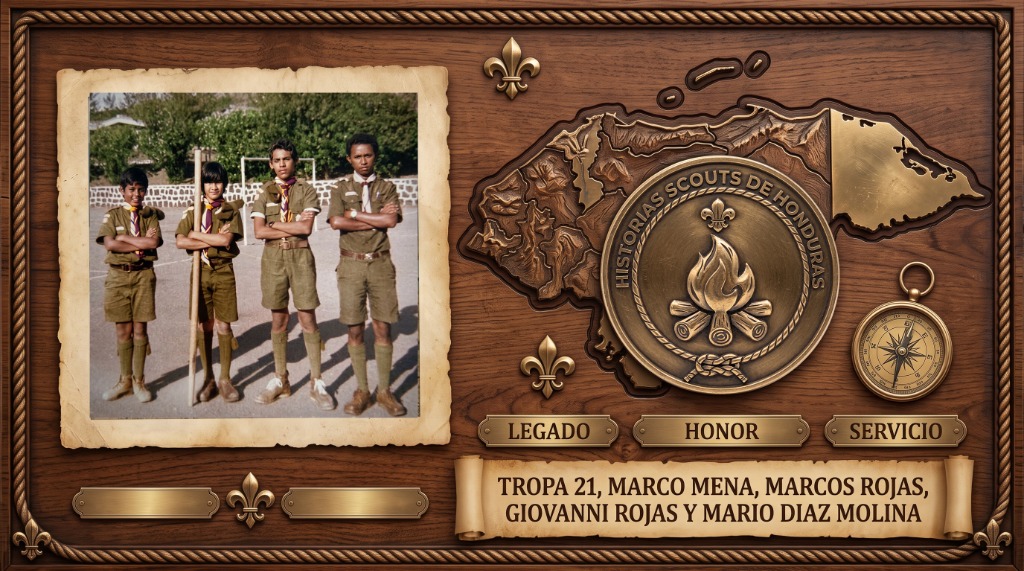 HISTORIAS SCOUTS DE HONDURAS
LEGADO
HONOR
SERVICIO
TROPA 21, MARCO MENA, MARCOS ROJAS,
GIOVANNI ROJAS Y MARIO DIAZ MOLINA